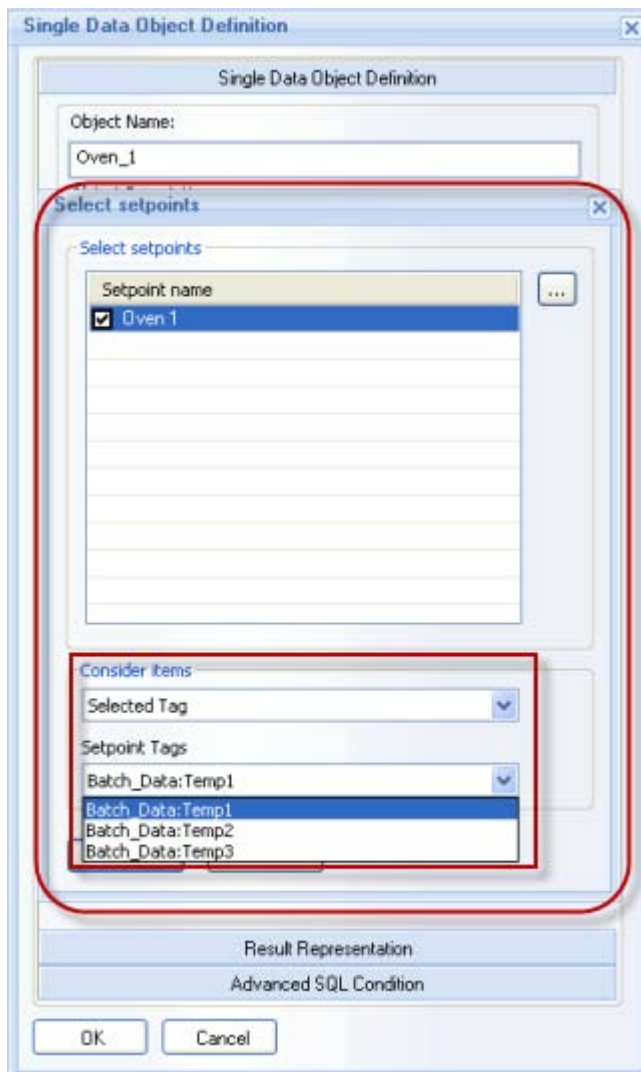 Single Data Object Definition
Single Data Object Definition
Object Name:
Oven_1
Select setpoints
Select setpoints
Setpoint name
...
Oven 1
Consider items
Selected Tag
Setpoint Tags
Batch_Data:Temp1
Batch_Data:Temp1
Batch_Data:Temp2
Batch_Data:Temp3
Result Representation
Advanced SQL Condition
OK Cancel